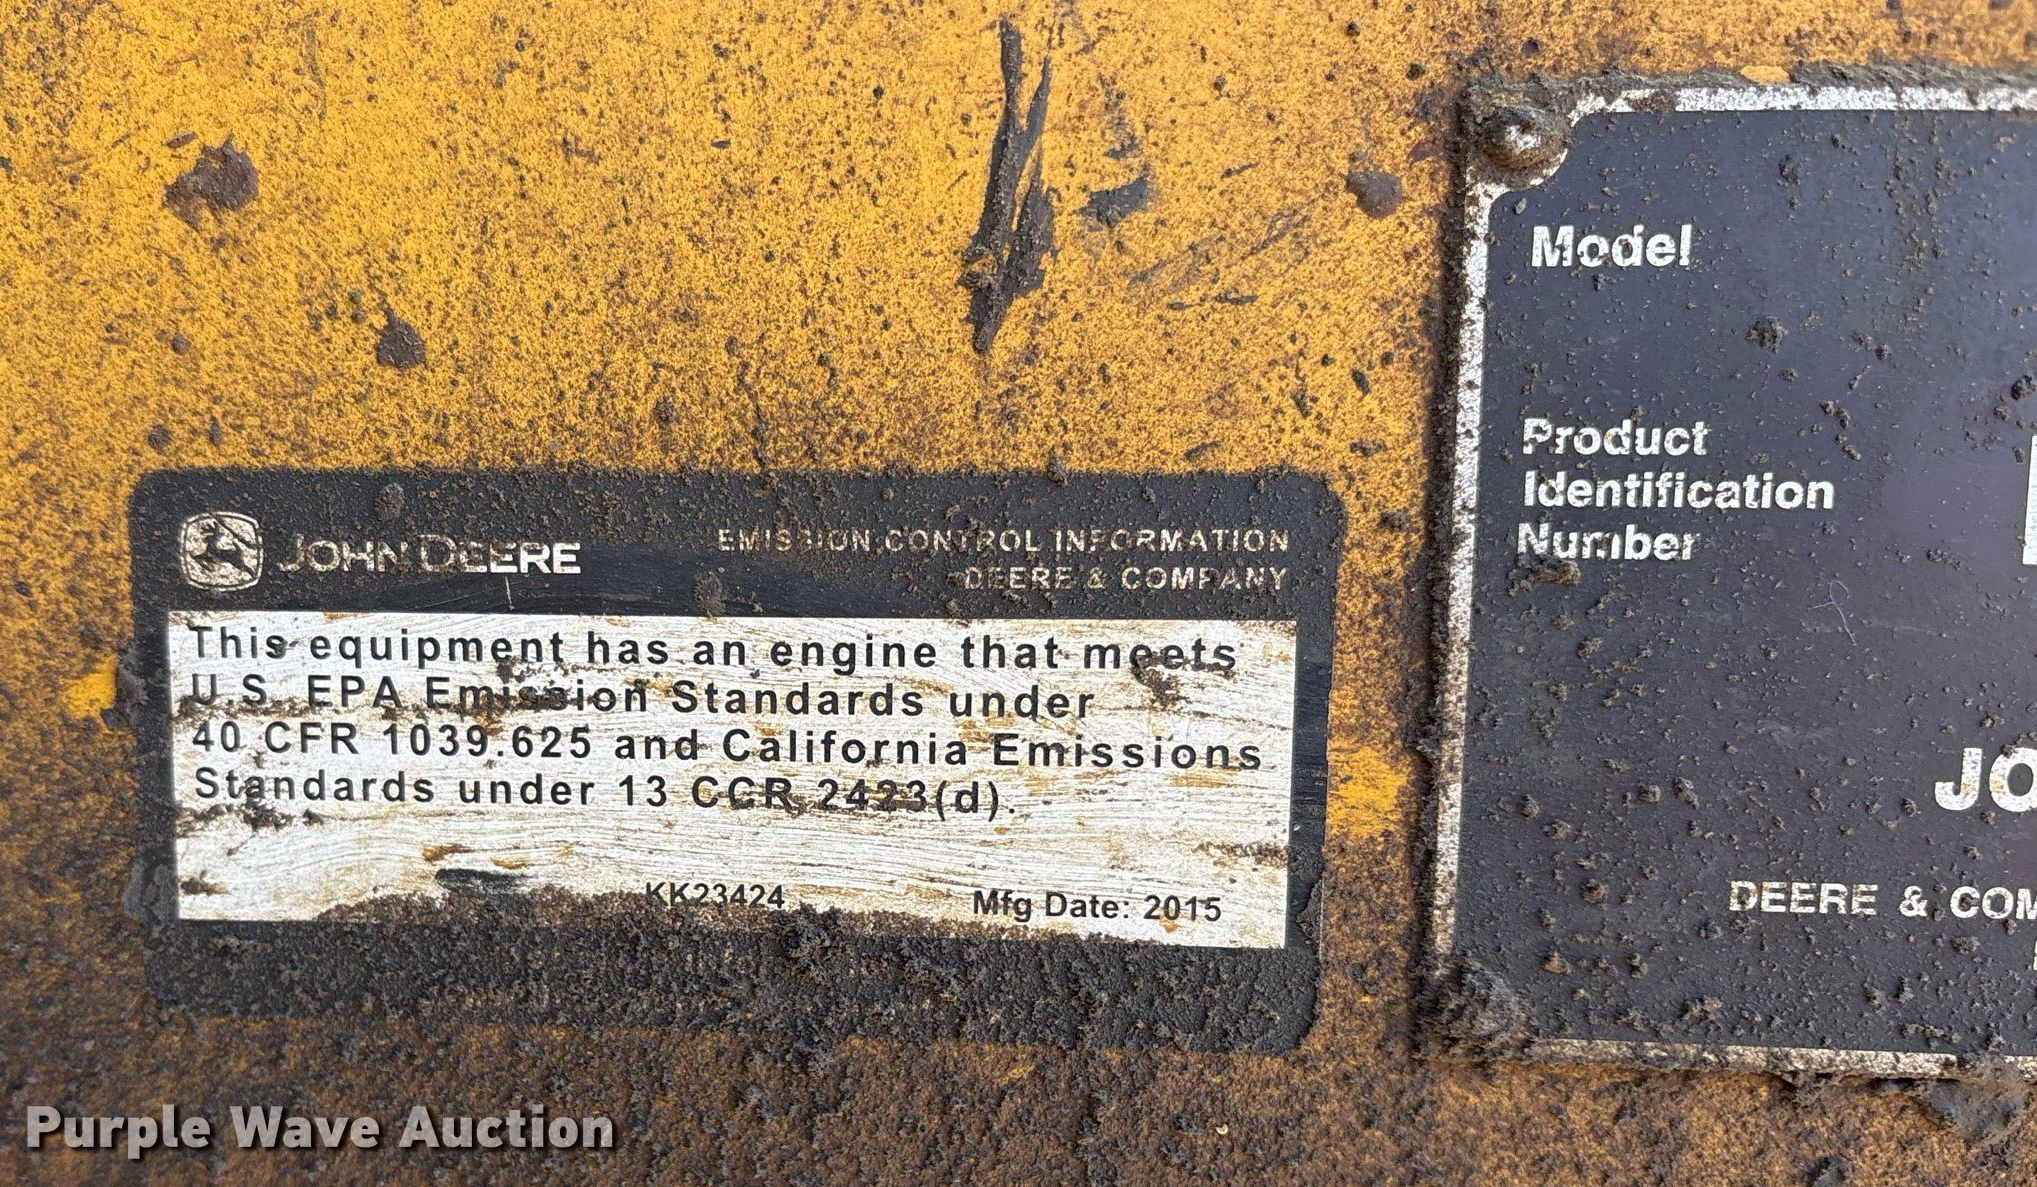 JOHN DEERE
EMISSION CONTROL INFORMATION
DEERE & COMPANY
This equipment has an engine that meets
U.S. EPA Emission Standards under
40 CFR 1039.625 and California Emissions
Standards under 13 CCR 2423(d).
KK23424 Mfg Date: 2015
Model
Product
Identification
Number
JO
DEERE & COM
Purple Wave Auction